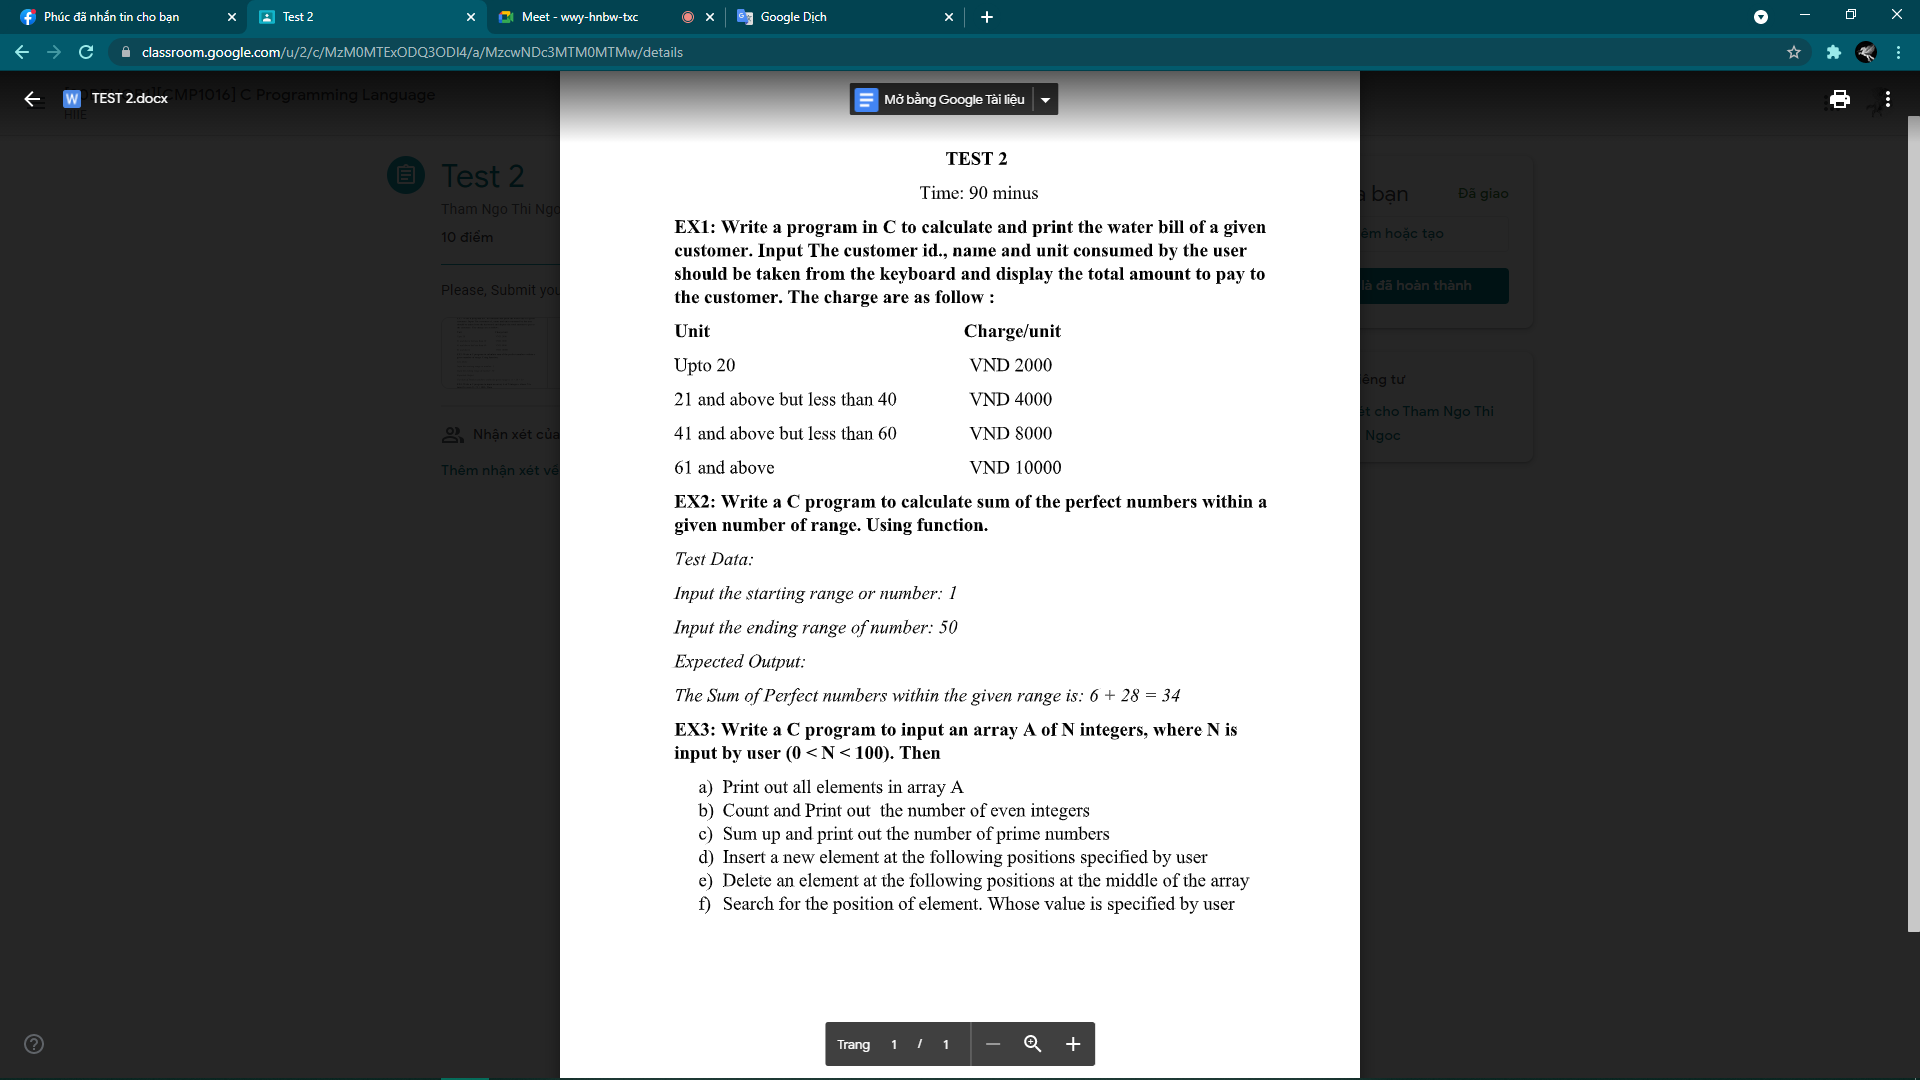 Phúc đã nhắn tin cho bạn
Test 2
Meet - wwy-hnbw-txc
Google Dịch
classroom.google.com/u/2/c/MzM0MTExODQ3ODI4/a/MzcwNDc3MTM0MTMw/details
W TEST 2.docx
CMP1016] C Programming Language
HIIE
Mở bằng Google Tài liệu
Test 2
Tham Ngo Thi Ngo
10 điểm
Please, Submit you
Nhận xét của
Thêm nhận xét về
a bạn
Đã giao
êm hoặc tạo
là đã hoàn thành
iêng tư
ét cho Tham Ngo Thi
Ngoc
TEST 2
Time: 90 minus
EX1: Write a program in C to calculate and print the water bill of a given
customer. Input The customer id., name and unit consumed by the user
should be taken from the keyboard and display the total amount to pay to
the customer. The charge are as follow :
Unit Charge/unit
Upto 20 VND 2000
21 and above but less than 40 VND 4000
41 and above but less than 60 VND 8000
61 and above VND 10000
EX2: Write a C program to calculate sum of the perfect numbers within a
given number of range. Using function.
Test Data:
Input the starting range or number: 1
Input the ending range of number: 50
Expected Output:
The Sum of Perfect numbers within the given range is: 6 + 28 = 34
EX3: Write a C program to input an array A of N integers, where N is
input by user (0 < N < 100). Then
a) Print out all elements in array A
b) Count and Print out the number of even integers
c) Sum up and print out the number of prime numbers
d) Insert a new element at the following positions specified by user
e) Delete an element at the following positions at the middle of the array
f) Search for the position of element. Whose value is specified by user
Trang 1 / 1